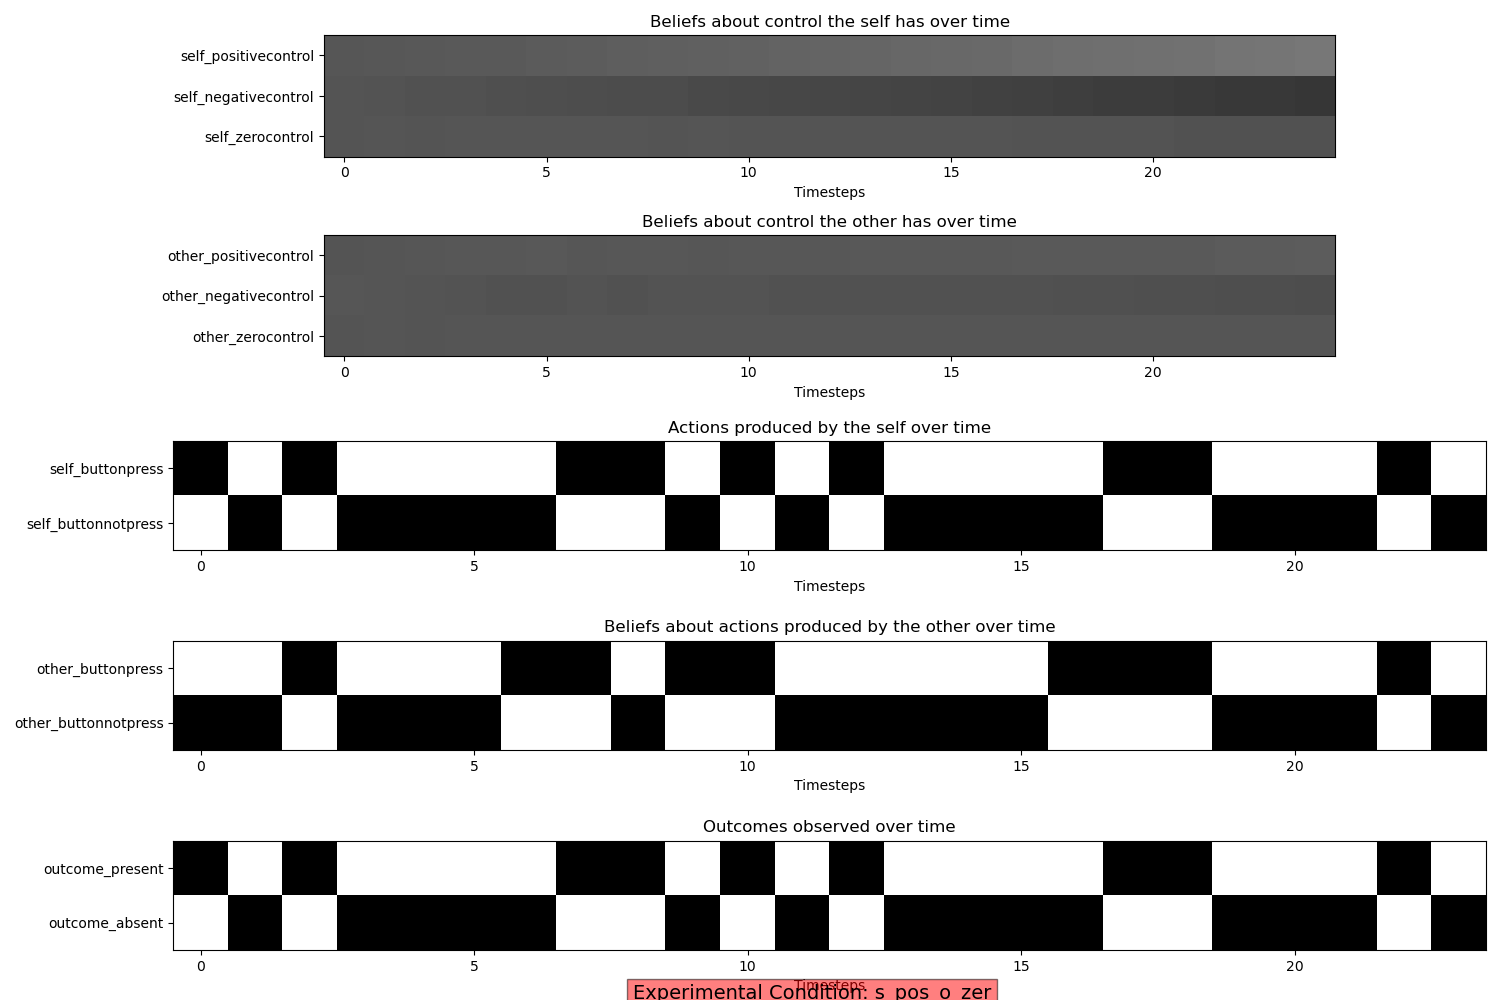 Beliefs about control the self has over time
self_positivecontrol
self_negativecontrol
self_zerocontrol
0 5 10 15 20
Timesteps
Beliefs about control the other has over time
other_positivecontrol
other_negativecontrol
other_zerocontrol
0 5 10 15 20
Timesteps
Actions produced by the self over time
self_buttonpress
self_buttonnotpress
0 5 10 15 20
Timesteps
Beliefs about actions produced by the other over time
other_buttonpress
other_buttonnotpress
0 5 10 15 20
Timesteps
Outcomes observed over time
outcome_present
outcome_absent
0 5 10 15 20
Timesteps
Experimental Condition: s_pos_o_zer